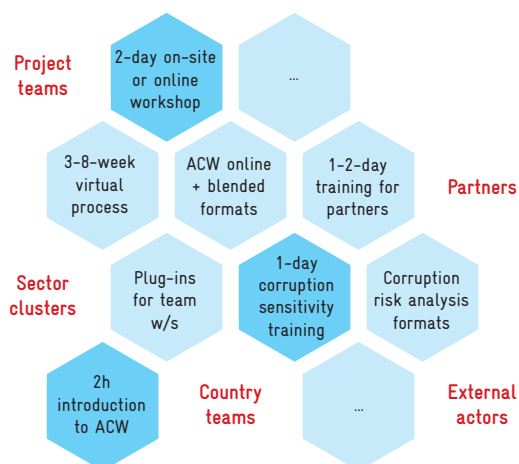 Project
teams
2-day on-site
or online
workshop
...
3-8-week
virtual
process
ACW online
+ blended
formats
1-2-day
training for
partners
Partners
Sector
clusters
Plug-ins
for team
w/s
1-day
corruption
sensitivity
training
Corruption
risk analysis
formats
2h
introduction
to ACW
Country
teams
...
External
actors